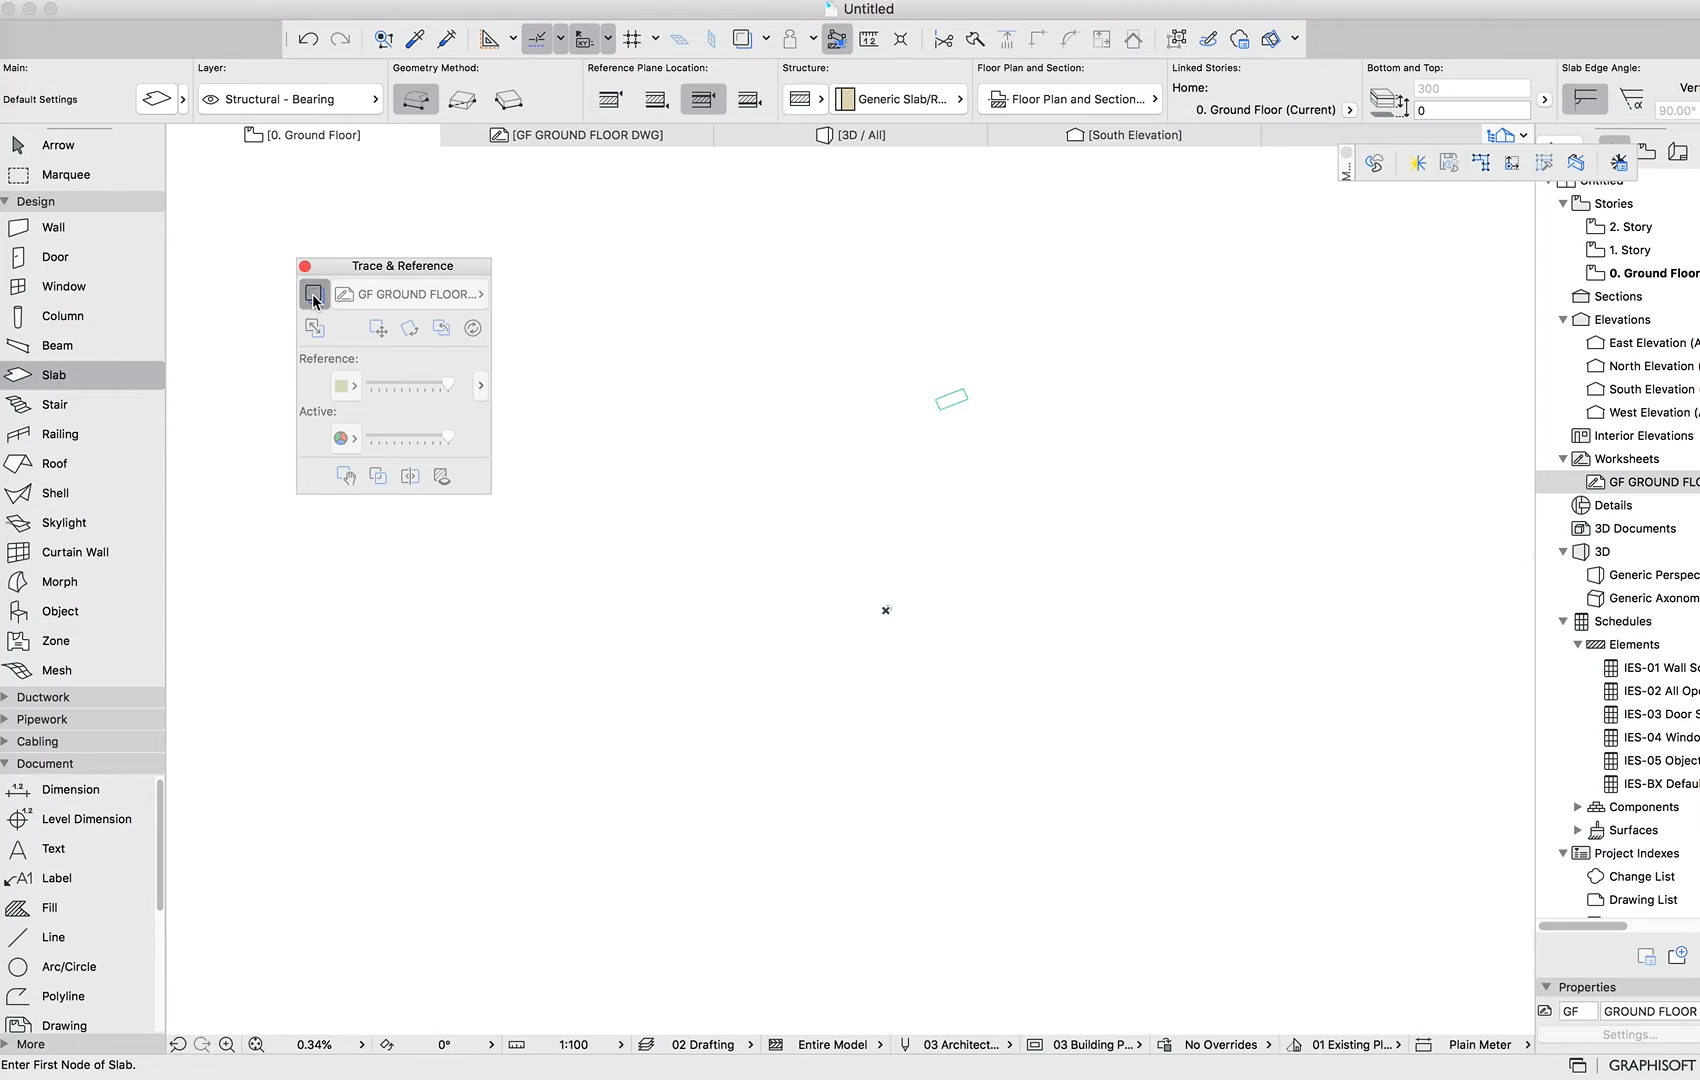 Untitled
Main:
Layer:
Geometry Method:
Reference Plane Location:
Structure:
Floor Plan and Section:
Linked Stories:
Bottom and Top:
Slab Edge Angle:
Default Settings
Structural - Bearing
Generic Slab/R...
Floor Plan and Section...
Home:
0. Ground Floor (Current)
300
0
Ver
90.00°
[0. Ground Floor]
[GF GROUND FLOOR DWG]
[3D / All]
[South Elevation]
Arrow
Marquee
Design
Wall
Door
Window
Column
Beam
Slab
Stair
Railing
Roof
Shell
Skylight
Curtain Wall
Morph
Object
Zone
Mesh
Ductwork
Pipework
Cabling
Document
Dimension
Level Dimension
Text
Label
Fill
Line
Arc/Circle
Polyline
Drawing
More
Trace & Reference
GF GROUND FLOOR...
Reference:
Active:
M...
Untitled
Stories
2. Story
1. Story
0. Ground Floor
Sections
Elevations
East Elevation (A
North Elevation
South Elevation
West Elevation (A
Interior Elevations
Worksheets
GF GROUND FLO
Details
3D Documents
3D
Generic Perspec
Generic Axonom
Schedules
Elements
IES-01 Wall Sc
IES-02 All Ope
IES-03 Door S
IES-04 Windo
IES-05 Object
IES-BX Defau
Components
Surfaces
Project Indexes
Change List
Drawing List
Properties
GF
GROUND FLOOR
Settings...
0.34%
0°
1:100
02 Drafting
Entire Model
03 Architect...
03 Building P...
No Overrides
01 Existing Pl...
Plain Meter
Enter First Node of Slab.
GRAPHISOFT